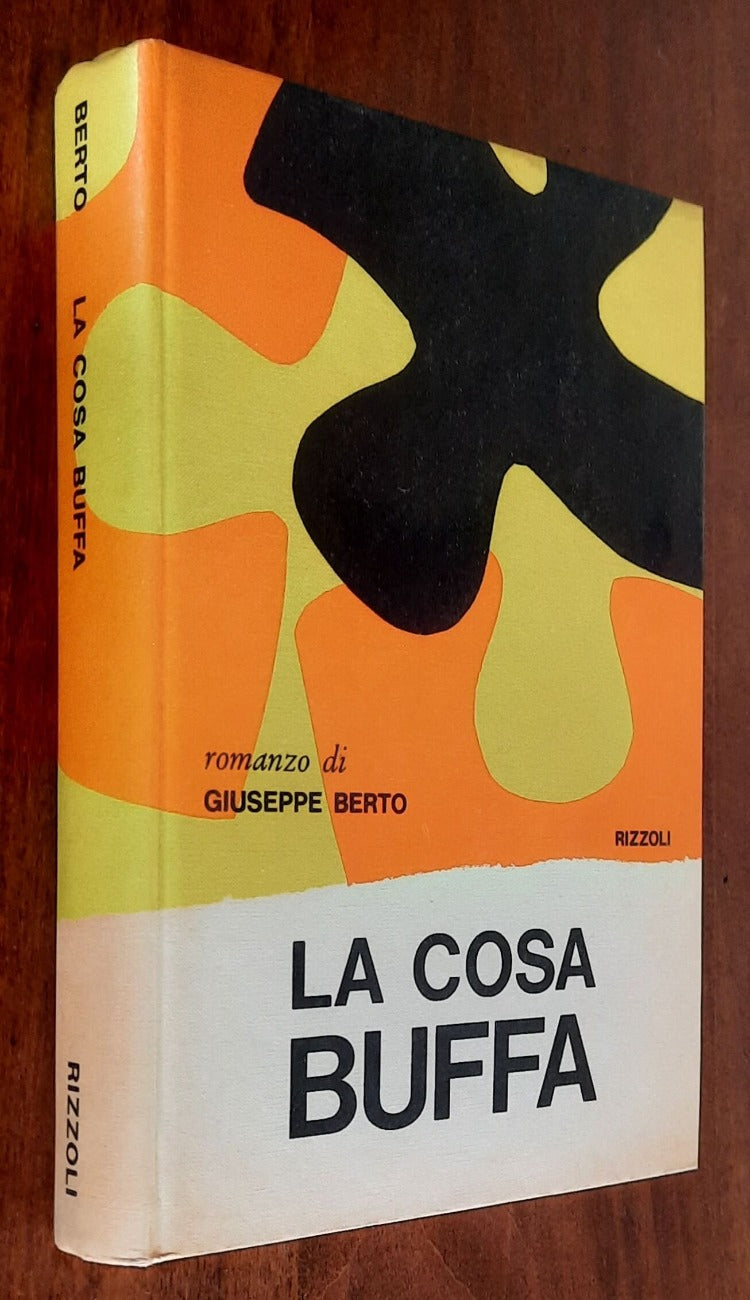 BERTO
LA COSA BUFFA
RIZZOLI
romanzo di
GIUSEPPE BERTO
RIZZOLI
LA COSA
BUFFA